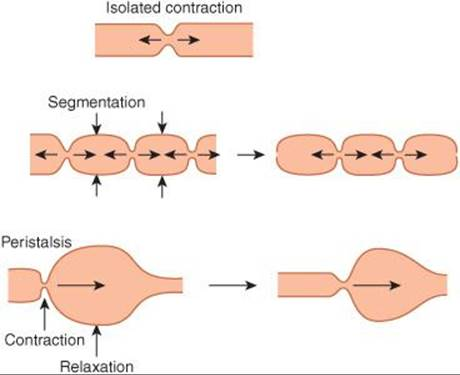 Isolated contraction
Segmentation
Peristalsis
Contraction
Relaxation